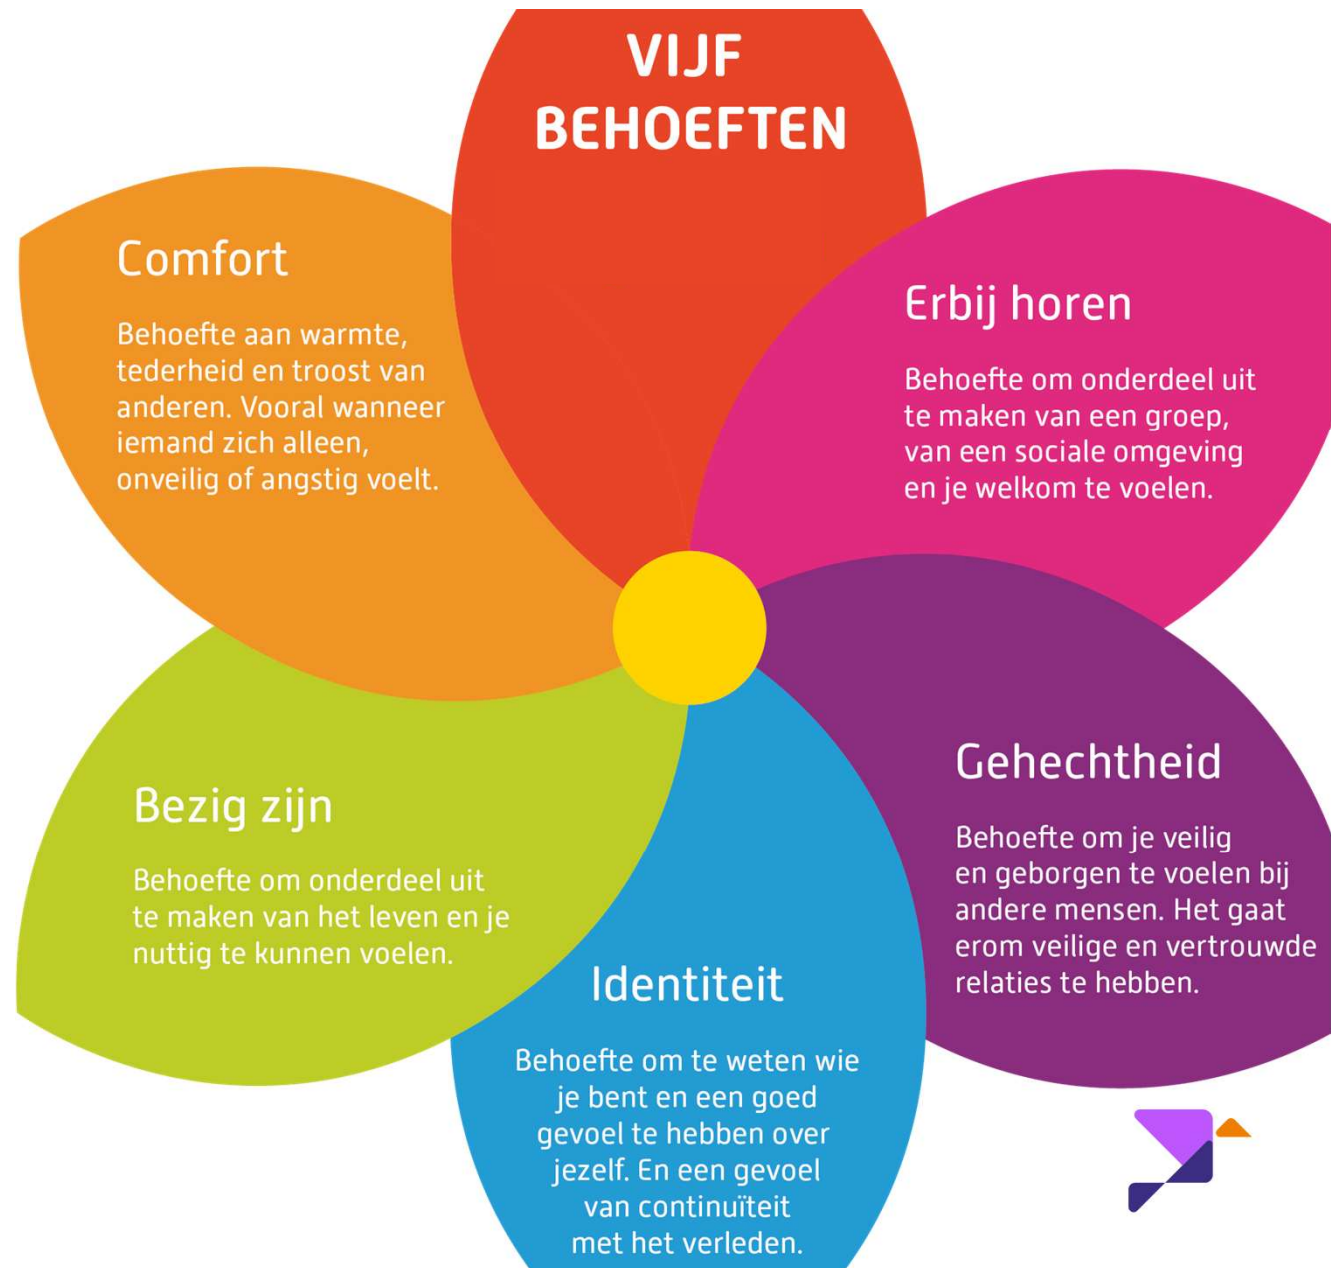 VIJF
BEHOEFTEN
Comfort
Behoefte aan warmte,
tederheid en troost van
anderen. Vooral wanneer
iemand zich alleen,
onveilig of angstig voelt.
Erbij horen
Behoefte om onderdeel uit
te maken van een groep,
van een sociale omgeving
en je welkom te voelen.
Gehechtheid
Behoefte om je veilig
en geborgen te voelen bij
andere mensen. Het gaat
erom veilige en vertrouwde
relaties te hebben.
Bezig zijn
Behoefte om onderdeel uit
te maken van het leven en je
nuttig te kunnen voelen.
Identiteit
Behoefte om te weten wie
je bent en een goed
gevoel te hebben over
jezelf. En een gevoel
van continuïteit
met het verleden.